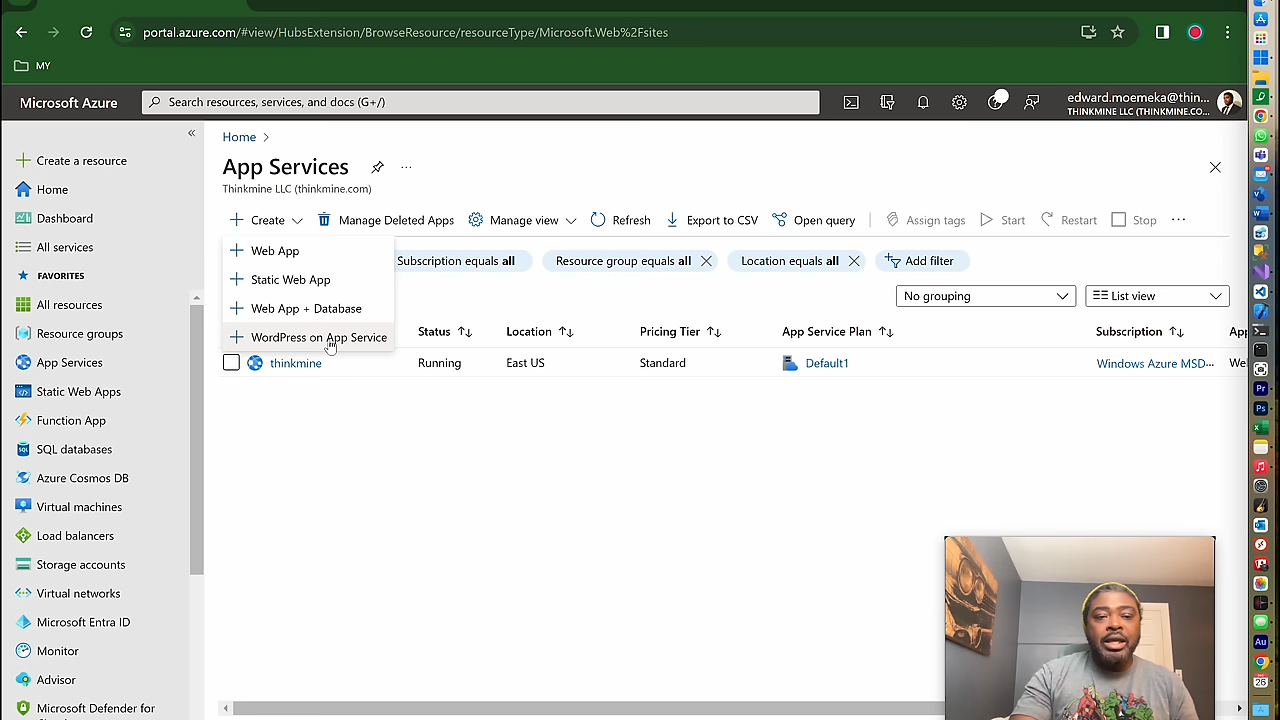 portal.azure.com/#view/HubsExtension/BrowseResource/resourceType/Microsoft.Web%2Fsites
MY
Microsoft Azure
Search resources, services, and docs (G+/)
edward.moemeka@thin...
THINKMINE LLC (THINKMINE.CO...
Create a resource
Home
Dashboard
All services
FAVORITES
All resources
Resource groups
App Services
Static Web Apps
Function App
SQL databases
Azure Cosmos DB
Virtual machines
Load balancers
Storage accounts
Virtual networks
Microsoft Entra ID
Monitor
Advisor
Microsoft Defender for
Home >
App Services
...
Thinkmine LLC (thinkmine.com)
Create Manage Deleted Apps Manage view Refresh Export to CSV Open query Assign tags Start Restart Stop ...
Web App
Static Web App
Web App + Database
WordPress on App Service
Subscription equals all Resource group equals all Location equals all Add filter
No grouping List view
Status Location Pricing Tier App Service Plan Subscription App
thinkmine Running East US Standard Default1 Windows Azure MSD... We
Pr
Ps
Au
26